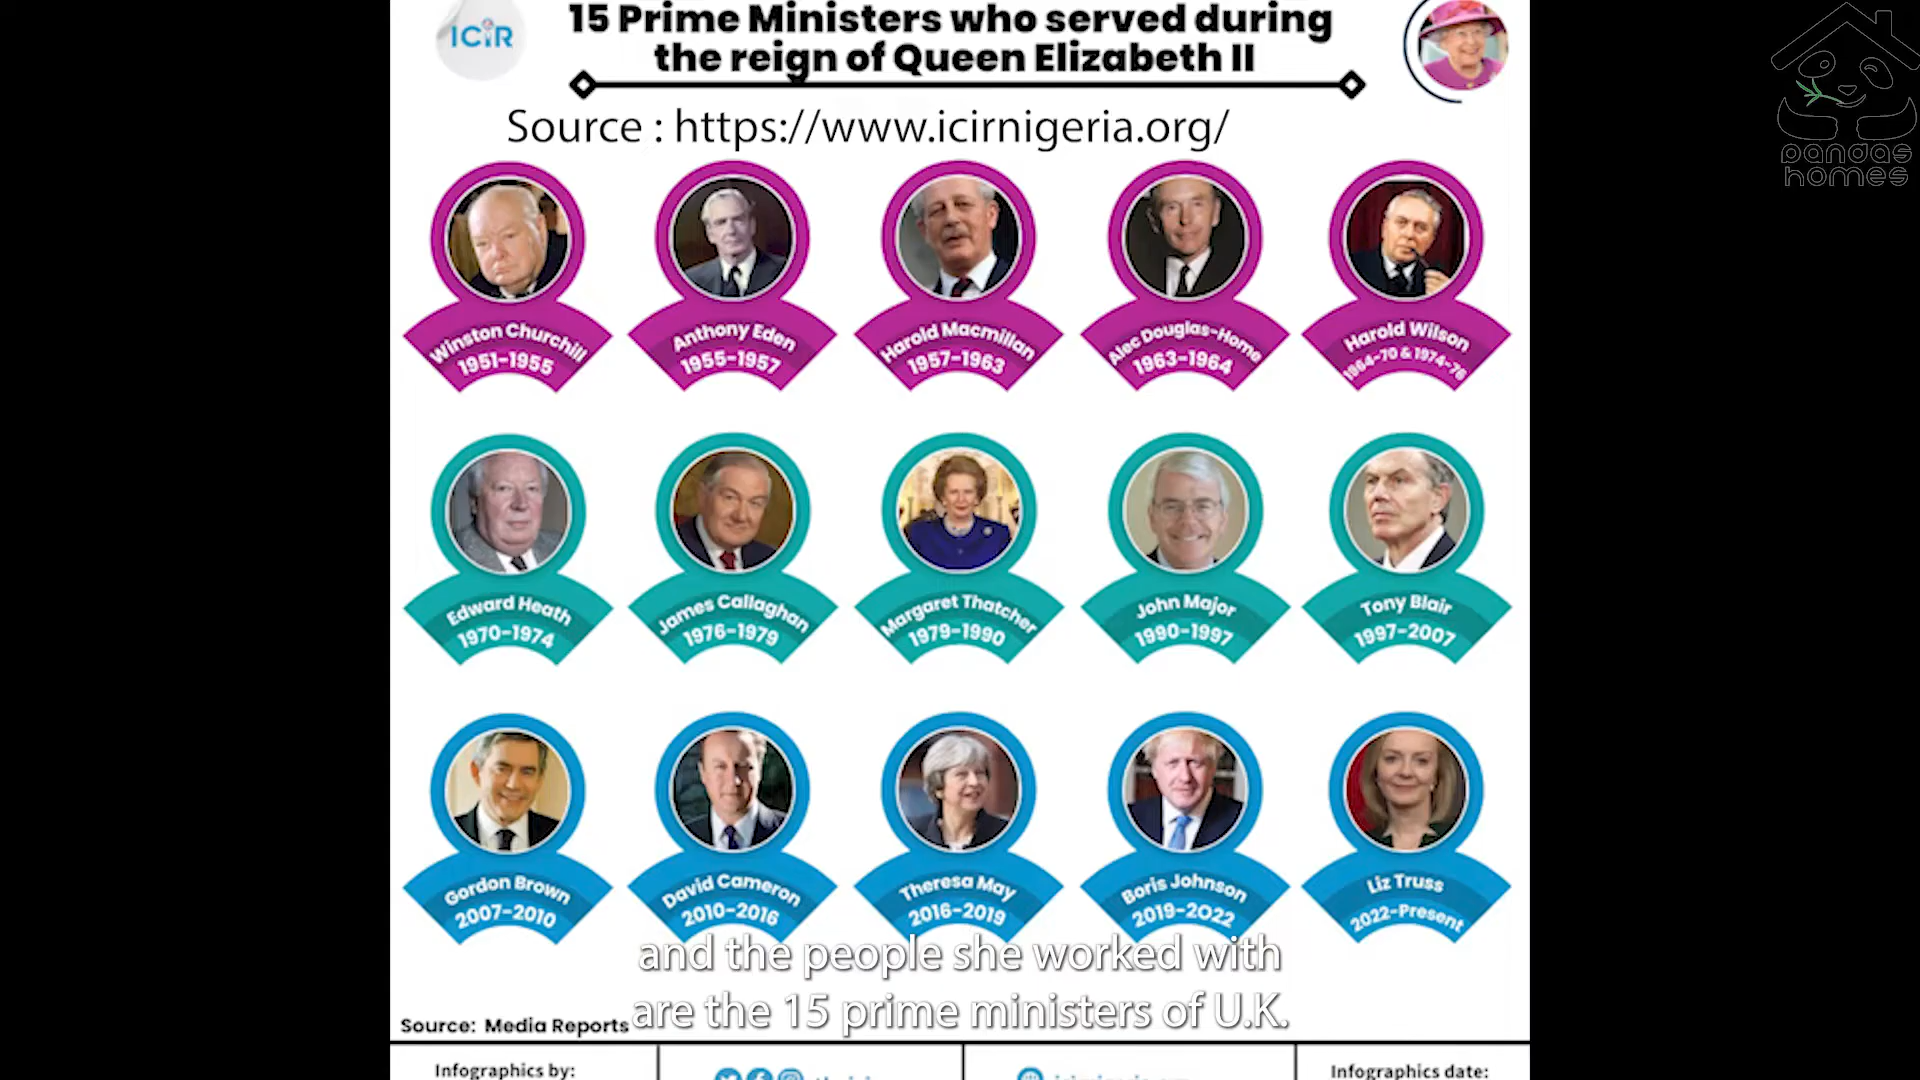 ICIR
15 Prime Ministers who served during
the reign of Queen Elizabeth II
Source : https://www.icirnigeria.org/
pandas
homes
Winston Churchill
1951-1955
Anthony Eden
1955-1957
Harold Macmillan
1957-1963
Alec Douglas-Home
1963-1964
Harold Wilson
1964-70 & 1974-76
Edward Heath
1970-1974
James Callaghan
1976-1979
Margaret Thatcher
1979-1990
John Major
1990-1997
Tony Blair
1997-2007
Gordon Brown
2007-2010
David Cameron
2010-2016
Theresa May
2016-2019
Boris Johnson
2019-2022
Liz Truss
2022-Present
and the people she worked with
are the 15 prime ministers of U.K.
Source: Media Reports
Infographics by:
Infographics date: